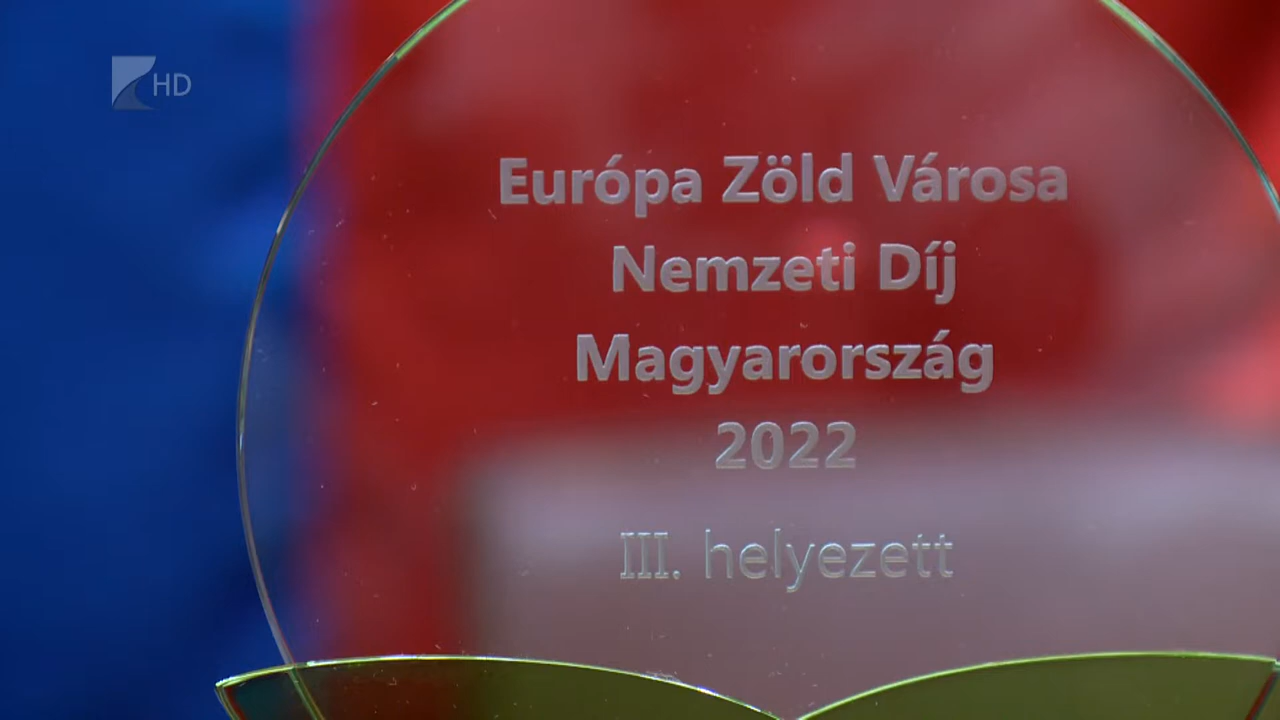 HD
Európa Zöld Városa
Nemzeti Díj
Magyarország
2022
III. helyezett